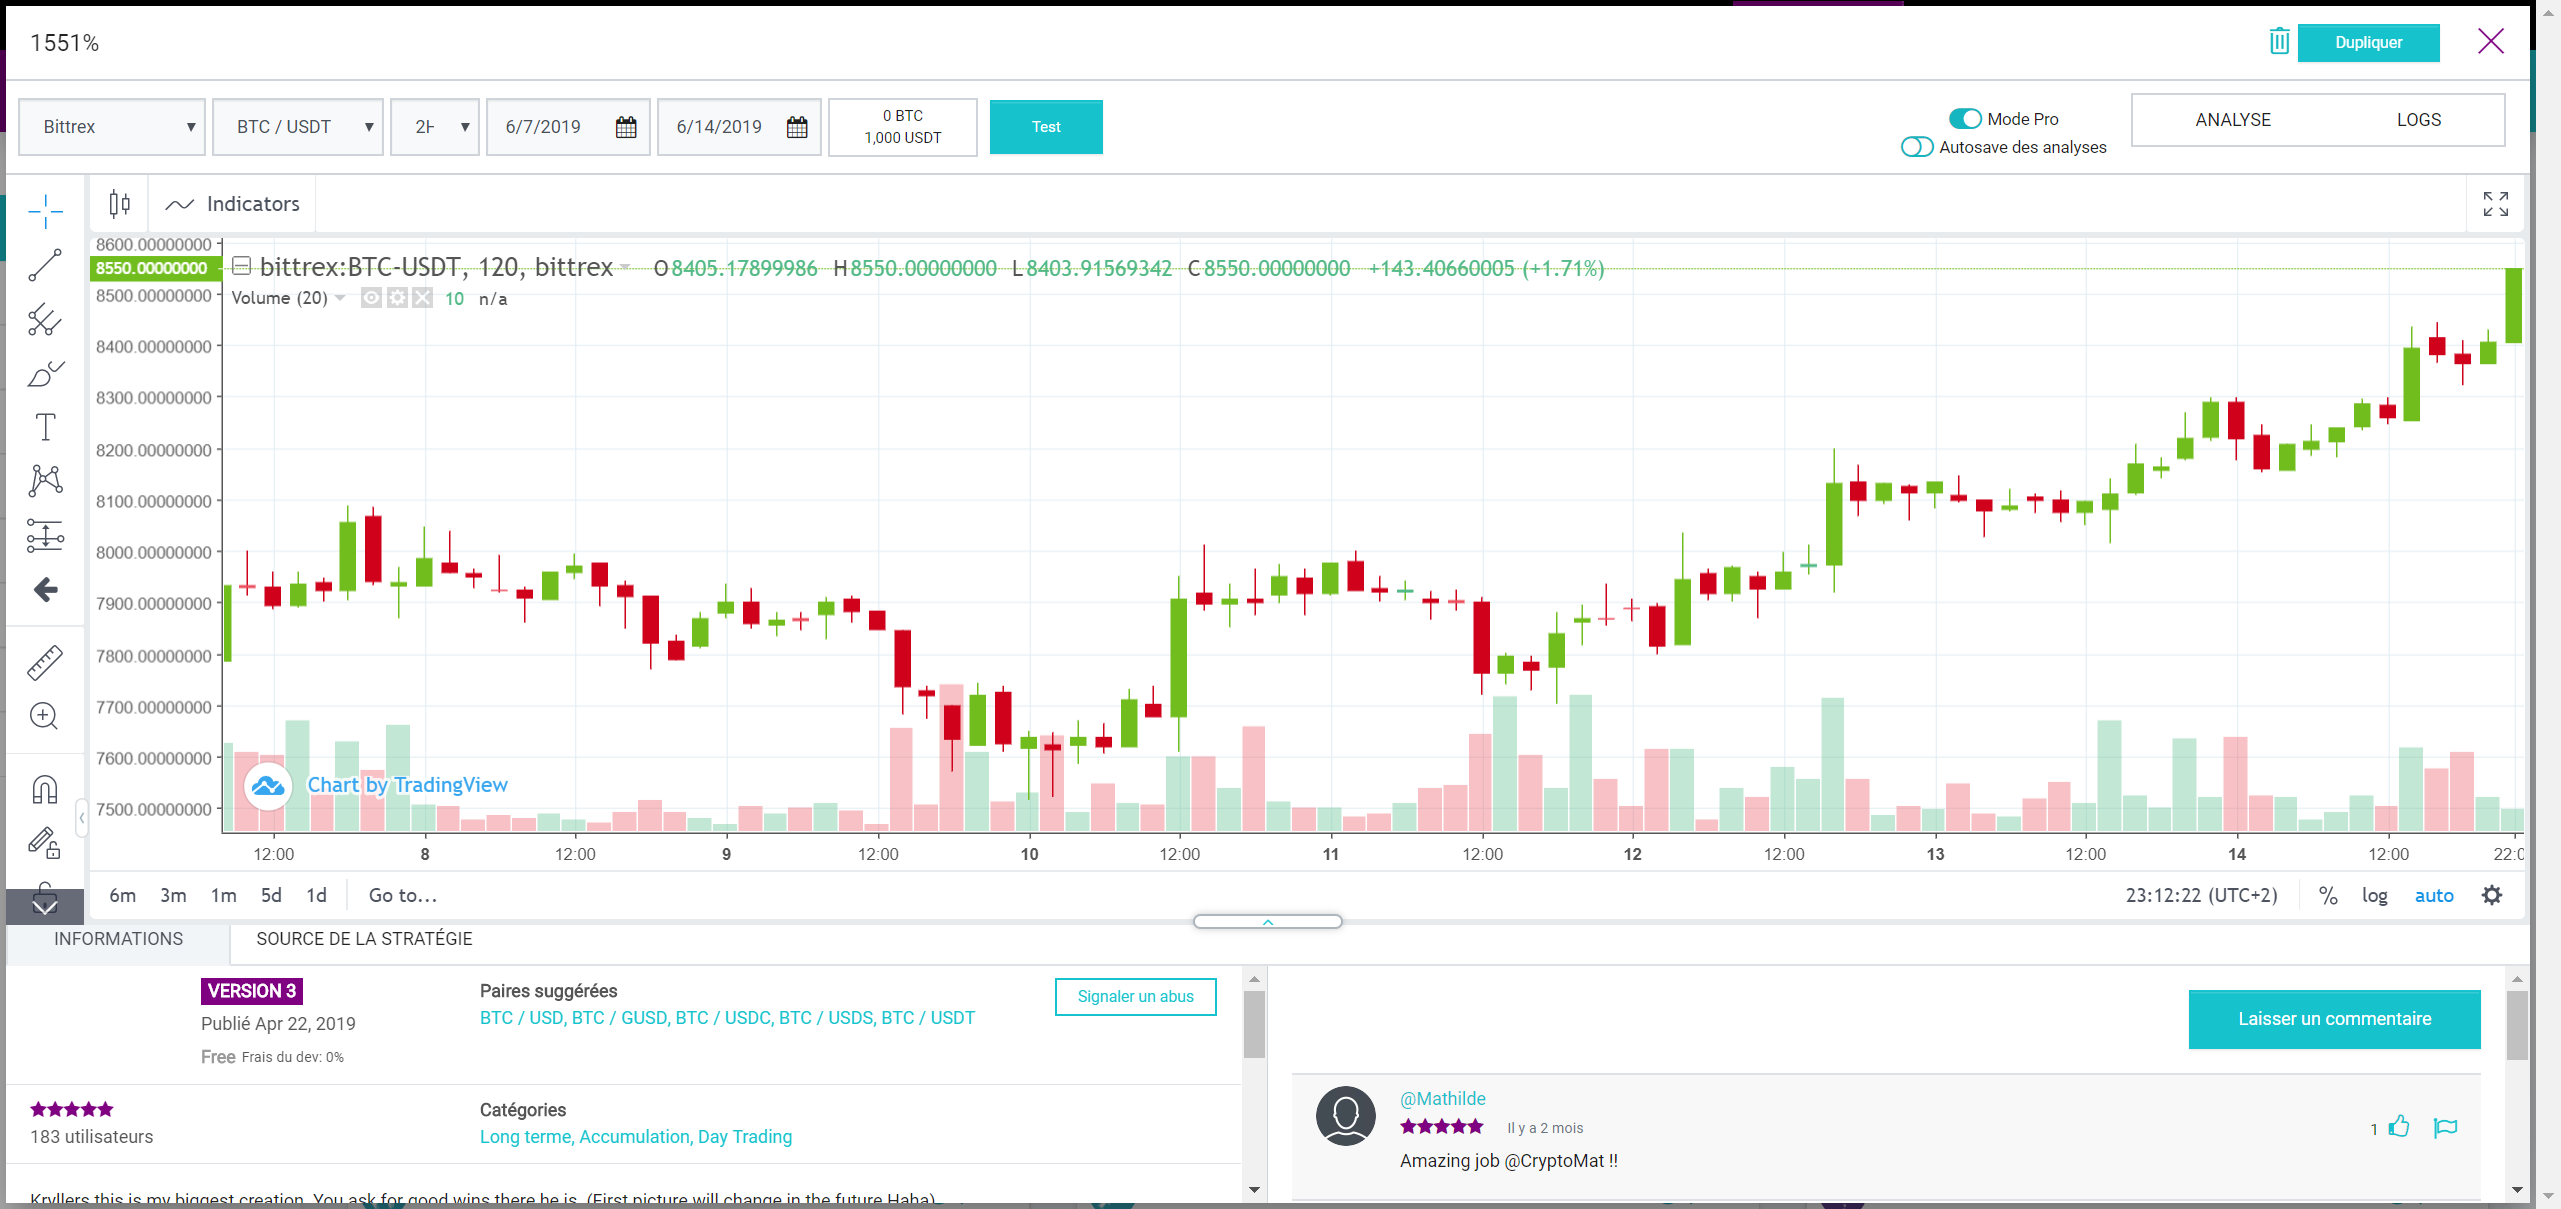 1551%
Dupliquer
Bittrex
BTC / USDT
2H
6/7/2019
6/14/2019
0 BTC
1,000 USDT
Test
Mode Pro
Autosave des analyses
ANALYSE
LOGS
Indicators
bittrex:BTC-USDT, 120, bittrex
O8405.17899986 H8550.00000000 L8403.91569342 C8550.00000000 +143.40660005 (+1.71%)
Volume (20)
10 n/a
8600.00000000
8550.00000000
8500.00000000
8400.00000000
8300.00000000
8200.00000000
8100.00000000
8000.00000000
7900.00000000
7800.00000000
7700.00000000
7600.00000000
7500.00000000
Chart by TradingView
12:00 8 12:00 9 12:00 10 12:00 11 12:00 12 12:00 13 12:00 14 12:00 22:0
6m 3m 1m 5d 1d Go to...
23:12:22 (UTC+2) % log auto
INFORMATIONS
SOURCE DE LA STRATÉGIE
VERSION 3
Publié Apr 22, 2019
Free Frais du dev: 0%
Paires suggérées
BTC / USD, BTC / GUSD, BTC / USDC, BTC / USDS, BTC / USDT
Signaler un abus
183 utilisateurs
Catégories
Long terme, Accumulation, Day Trading
Kryllers this is my biggest creation. You ask for good wins there he is. (First picture will change in the future Haha)
Laisser un commentaire
@Mathilde
Il y a 2 mois
1
Amazing job @CryptoMat !!